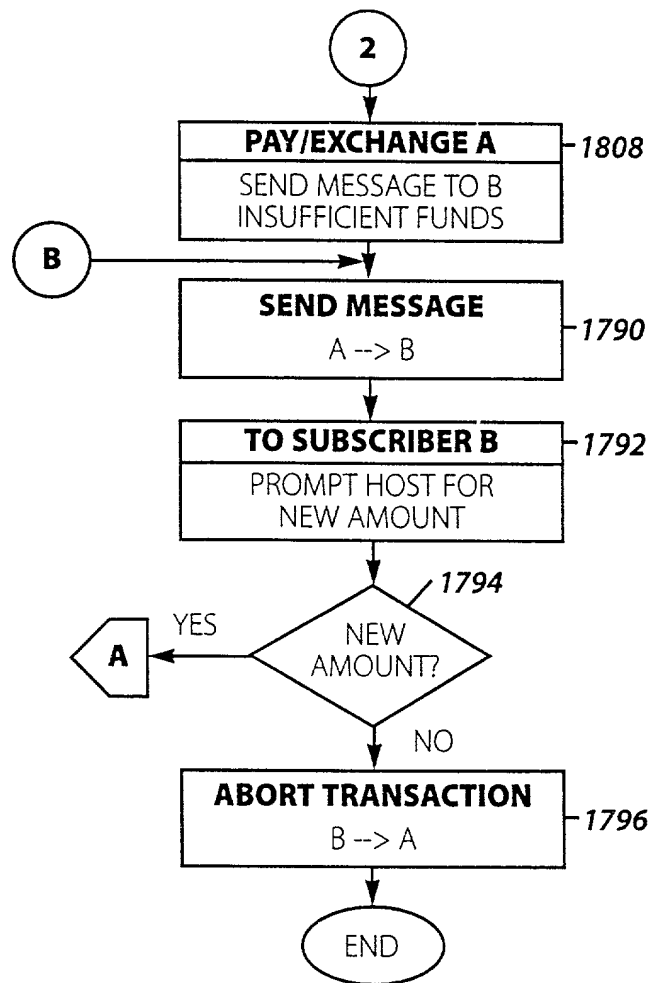 2
PAY/EXCHANGE A
1808
SEND MESSAGE TO B
INSUFFICIENT FUNDS
B
SEND MESSAGE
1790
A --> B
TO SUBSCRIBER B
1792
PROMPT HOST FOR
NEW AMOUNT
1794
YES
A
NEW
AMOUNT?
NO
ABORT TRANSACTION
1796
B --> A
END